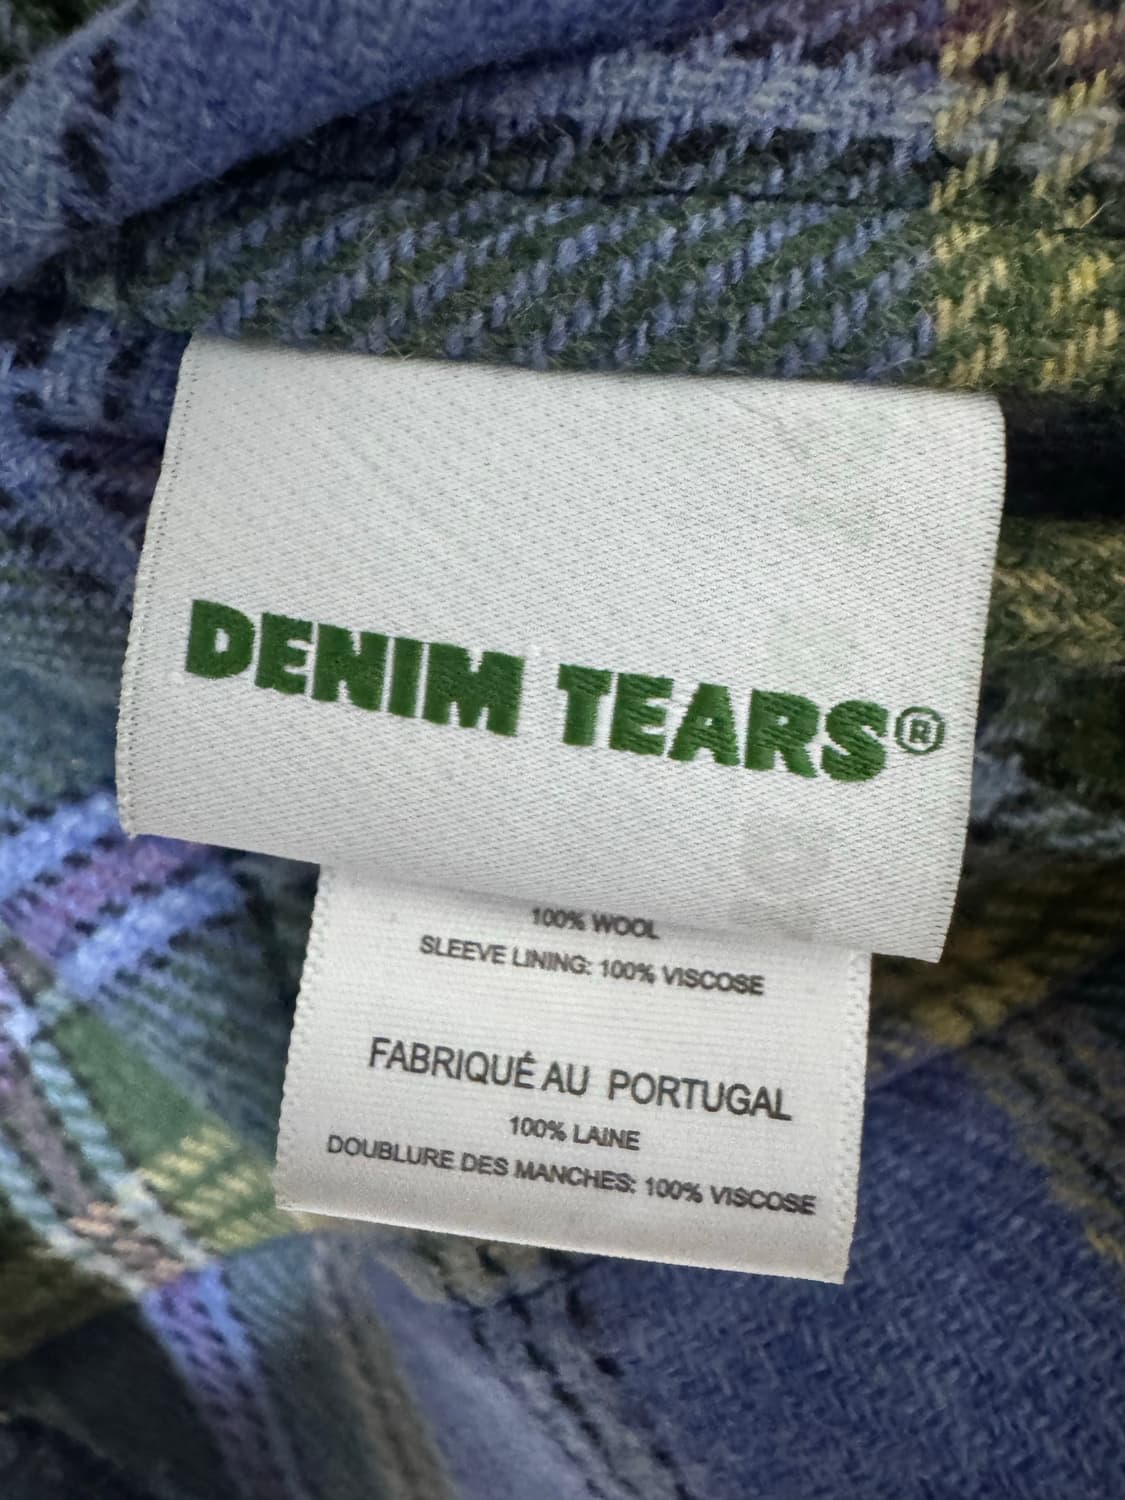 DENIM TEARS®
100% WOOL
SLEEVE LINING: 100% VISCOSE
FABRIQUÉ AU PORTUGAL
100% LAINE
DOUBLURE DES MANCHES: 100% VISCOSE